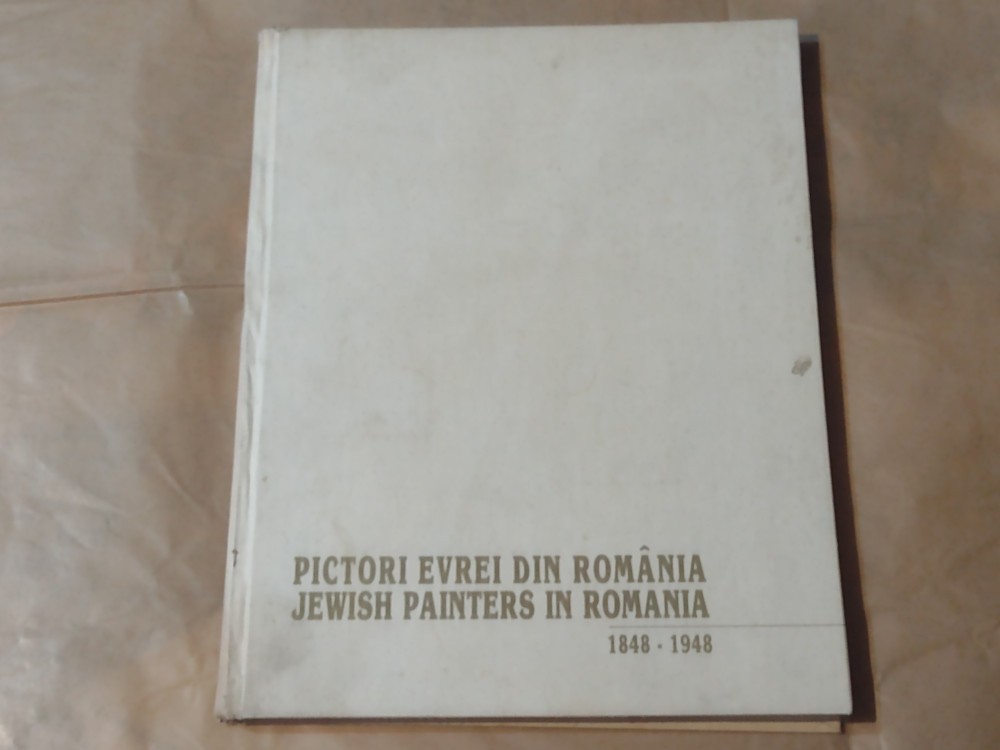 PICTORI EVREI DIN ROMÂNIA
JEWISH PAINTERS IN ROMANIA
1848 · 1948